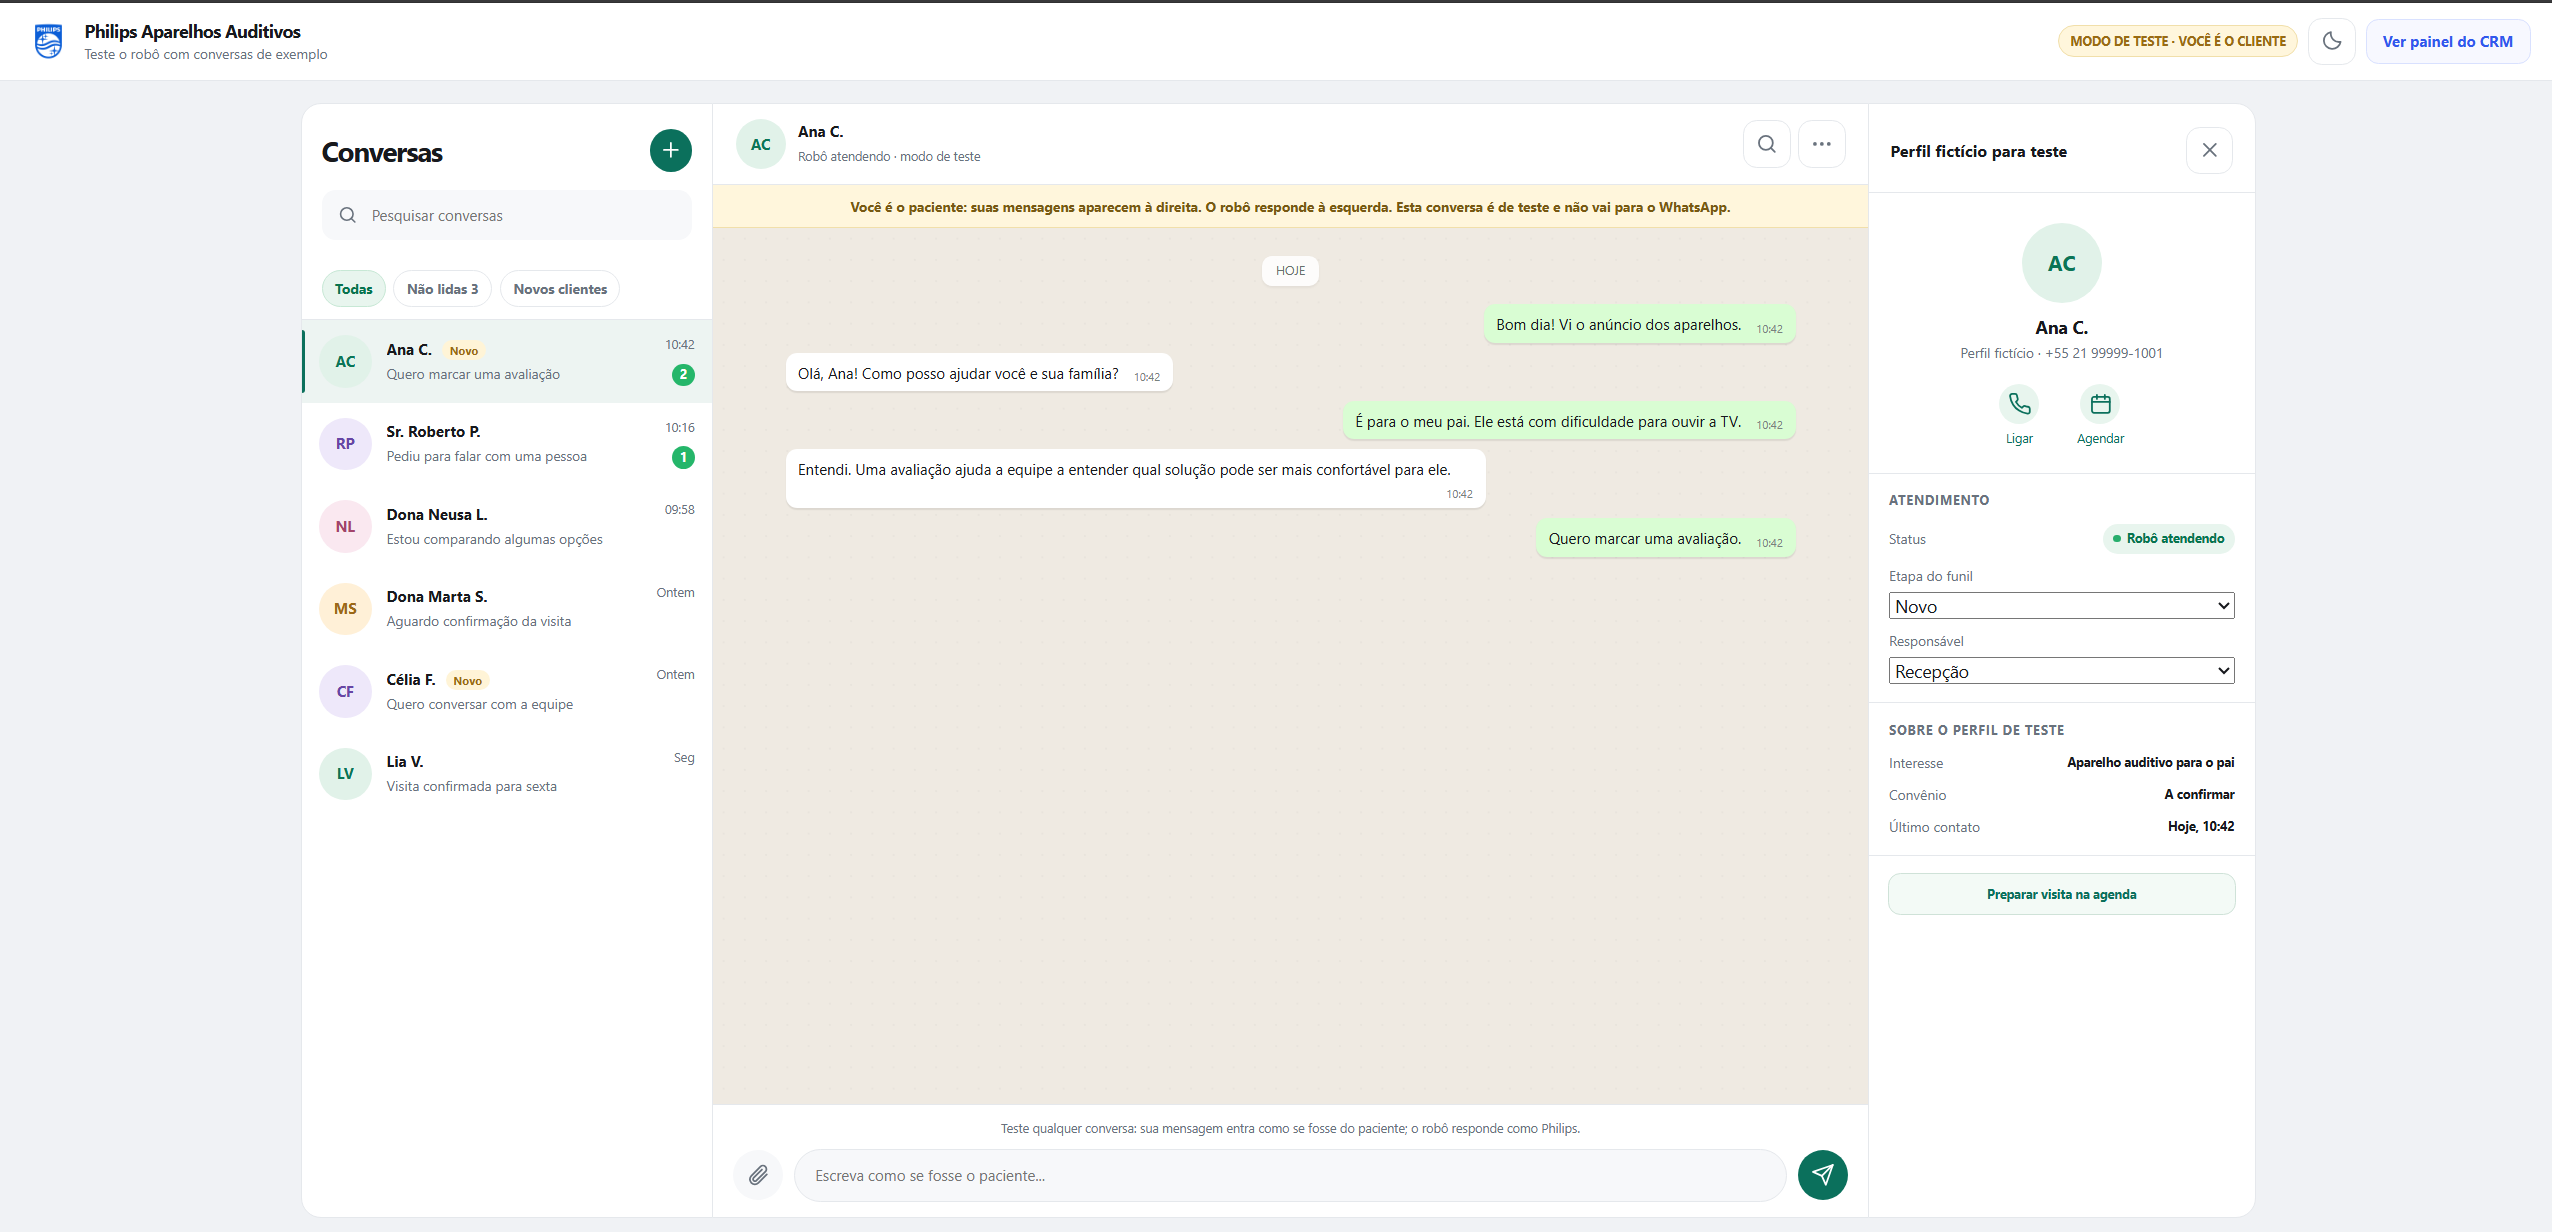 PHILIPS
Philips Aparelhos Auditivos
Teste o robô com conversas de exemplo
MODO DE TESTE · VOCÊ É O CLIENTE
Ver painel do CRM
Conversas
Pesquisar conversas
Todas
Não lidas 3
Novos clientes
AC
Ana C.
Novo
10:42
Quero marcar uma avaliação
2
RP
Sr. Roberto P.
10:16
Pediu para falar com uma pessoa
1
NL
Dona Neusa L.
09:58
Estou comparando algumas opções
MS
Dona Marta S.
Ontem
Aguardo confirmação da visita
CF
Célia F.
Novo
Ontem
Quero conversar com a equipe
LV
Lia V.
Seg
Visita confirmada para sexta
AC
Ana C.
Robô atendendo · modo de teste
Você é o paciente: suas mensagens aparecem à direita. O robô responde à esquerda. Esta conversa é de teste e não vai para o WhatsApp.
HOJE
Bom dia! Vi o anúncio dos aparelhos. 10:42
Olá, Ana! Como posso ajudar você e sua família? 10:42
É para o meu pai. Ele está com dificuldade para ouvir a TV. 10:42
Entendi. Uma avaliação ajuda a equipe a entender qual solução pode ser mais confortável para ele.
10:42
Quero marcar uma avaliação. 10:42
Teste qualquer conversa: sua mensagem entra como se fosse do paciente; o robô responde como Philips.
Escreva como se fosse o paciente...
Perfil fictício para teste
AC
Ana C.
Perfil fictício · +55 21 99999-1001
Ligar
Agendar
ATENDIMENTO
Status
Robô atendendo
Etapa do funil
Novo
Responsável
Recepção
SOBRE O PERFIL DE TESTE
Interesse
Aparelho auditivo para o pai
Convênio
A confirmar
Último contato
Hoje, 10:42
Preparar visita na agenda